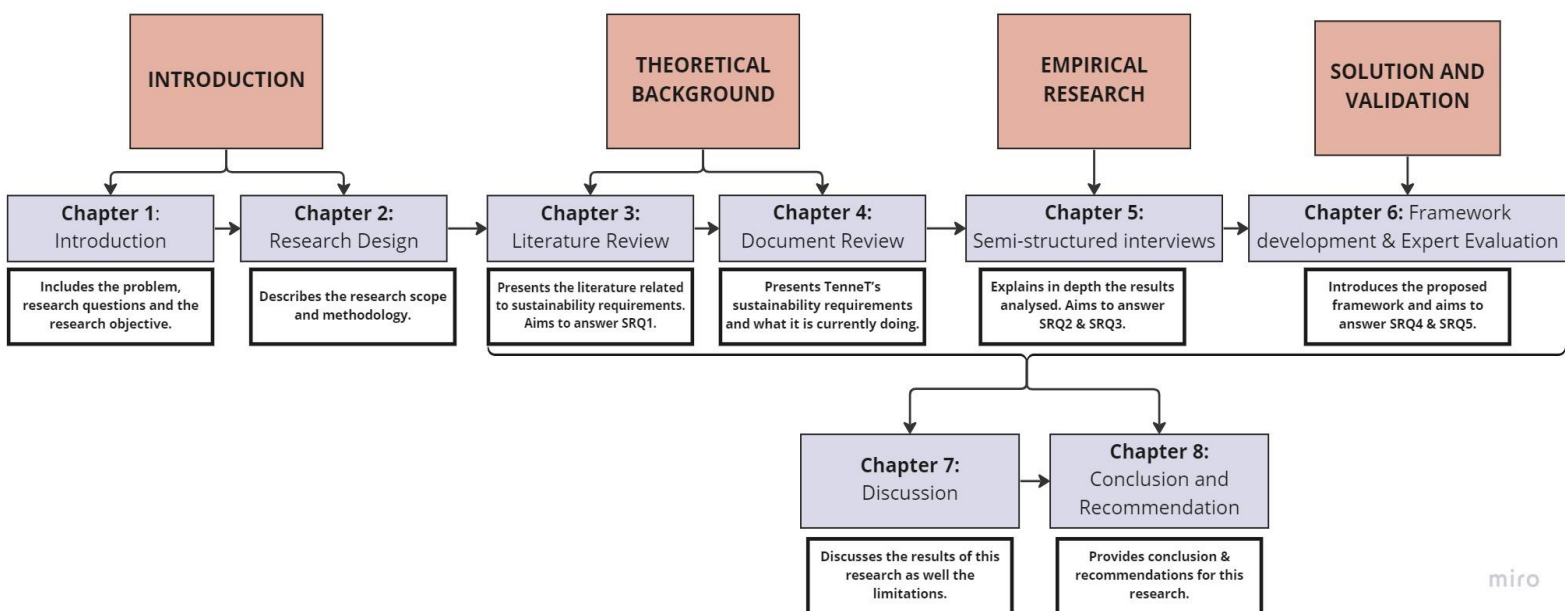 INTRODUCTION
THEORETICAL
BACKGROUND
EMPIRICAL
RESEARCH
SOLUTION AND
VALIDATION
Chapter 1:
Introduction
Chapter 2:
Research Design
Chapter 3:
Literature Review
Chapter 4:
Document Review
Chapter 5:
Semi-structured interviews
Chapter 6: Framework
development & Expert Evaluation
Includes the problem,
research questions and the
research objective.
Describes the research scope
and methodology.
Presents the literature related
to sustainability requirements.
Aims to answer SRQ1.
Presents TenneT's
sustainability requirements
and what it is currently doing.
Explains in depth the results
analysed. Aims to answer
SRQ2 & SRQ3.
Introduces the proposed
framework and aims to
answer SRQ4 & SRQ5.
Chapter 7:
Discussion
Chapter 8:
Conclusion and
Recommendation
Discusses the results of this
research as well the
limitations.
Provides conclusion &
recommendations for this
research.
miro